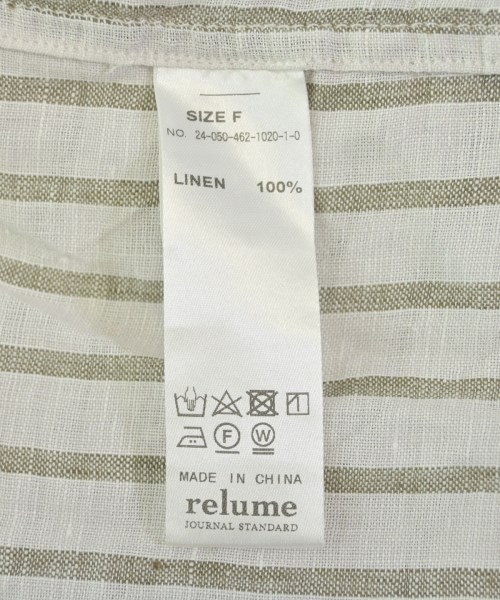 SIZE F
NO. 24-050-462-1020-1-0
LINEN 100%
F W
MADE IN CHINA
relume
JOURNAL STANDARD